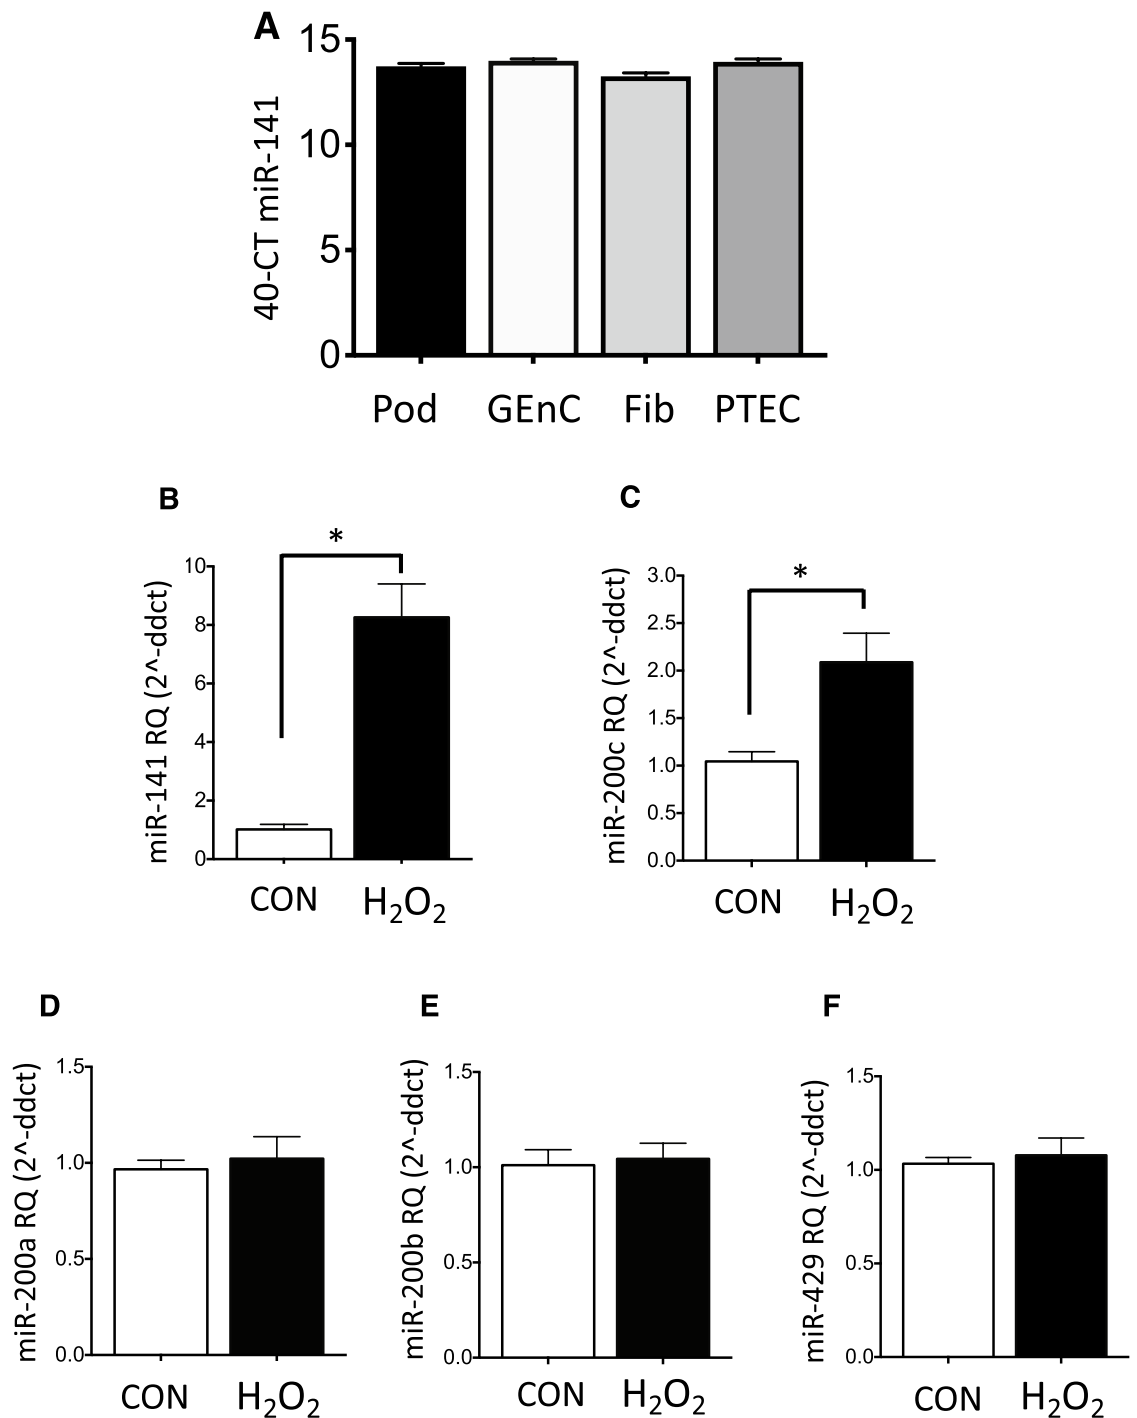 A
40-CT miR-141
15
10
5
0
Pod GEnC Fib PTEC
B
miR-141 RQ (2^-ddct)
10
8
6
4
2
0
*
CON H₂O₂
C
miR-200c RQ (2^-ddct)
3.0
2.5
2.0
1.5
1.0
0.5
0.0
*
CON H₂O₂
D
miR-200a RQ (2^-ddct)
1.5
1.0
0.5
0.0
CON H₂O₂
E
miR-200b RQ (2^-ddct)
1.5
1.0
0.5
0.0
CON H₂O₂
F
miR-429 RQ (2^-ddct)
1.5
1.0
0.5
0.0
CON H₂O₂